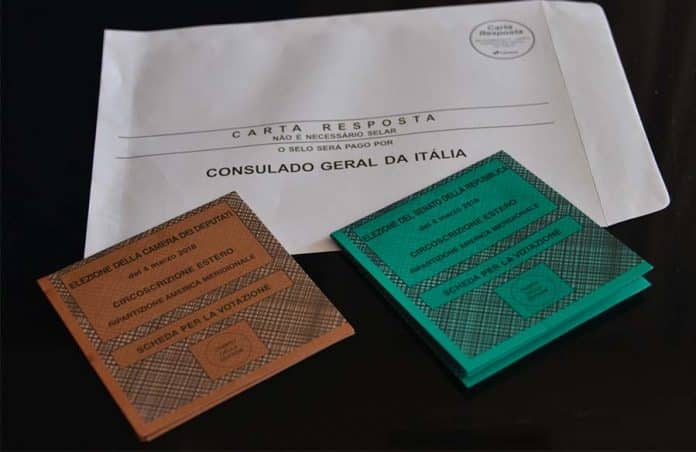 Carta
Resposta
CARTA RESPOSTA
NÃO É NECESSÁRIO SELAR
O SELO SERÁ PAGO POR
CONSULADO GERAL DA ITÁLIA
ELEZIONE DELLA CAMERA DEI DEPUTATI
del 4 marzo 2018
CIRCOSCRIZIONE ESTERO
RIPARTIZIONE AMERICA MERIDIONALE
SCHEDA PER LA VOTAZIONE
ELEZIONE DEL SENATO DELLA REPUBBLICA
del 4 marzo 2018
CIRCOSCRIZIONE ESTERO
RIPARTIZIONE AMERICA MERIDIONALE
SCHEDA PER LA VOTAZIONE